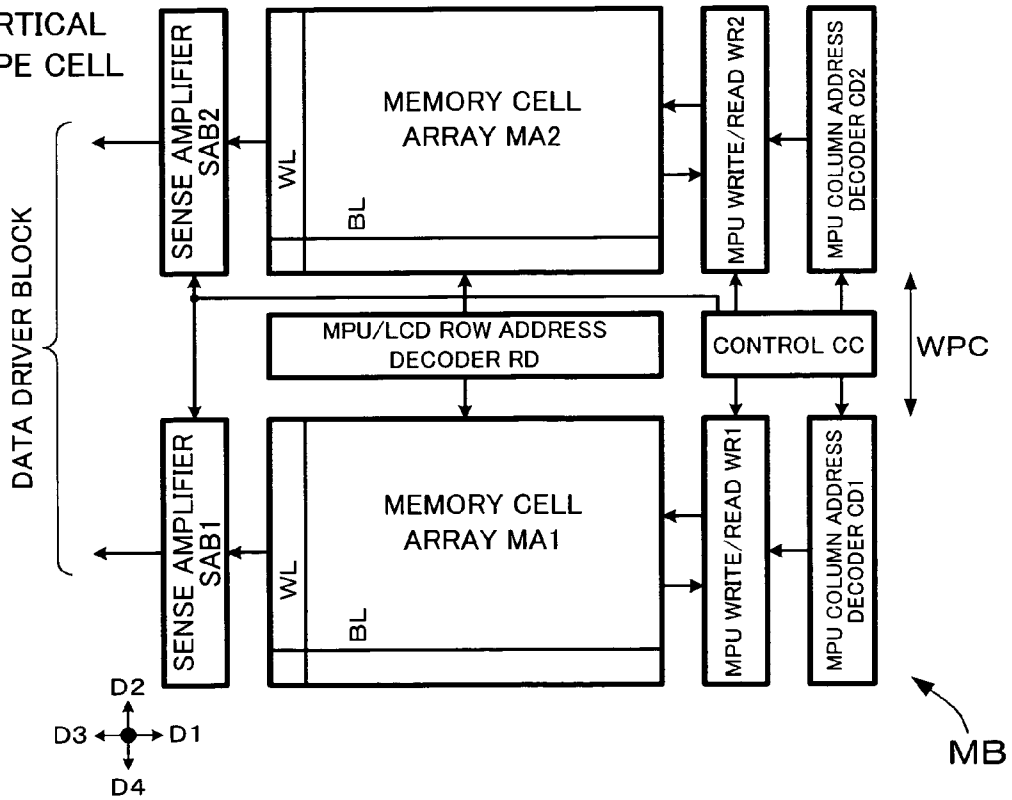 RTICAL
PE CELL
SENSE AMPLIFIER
SAB2
MEMORY CELL
ARRAY MA2
WL
BL
MPU WRITE/READ WR2
MPU COLUMN ADDRESS
DECODER CD2
DATA DRIVER BLOCK
MPU/LCD ROW ADDRESS
DECODER RD
CONTROL CC
WPC
SENSE AMPLIFIER
SAB1
MEMORY CELL
ARRAY MA1
WL
BL
MPU WRITE/READ WR1
MPU COLUMN ADDRESS
DECODER CD1
D2
D3
D1
D4
MB